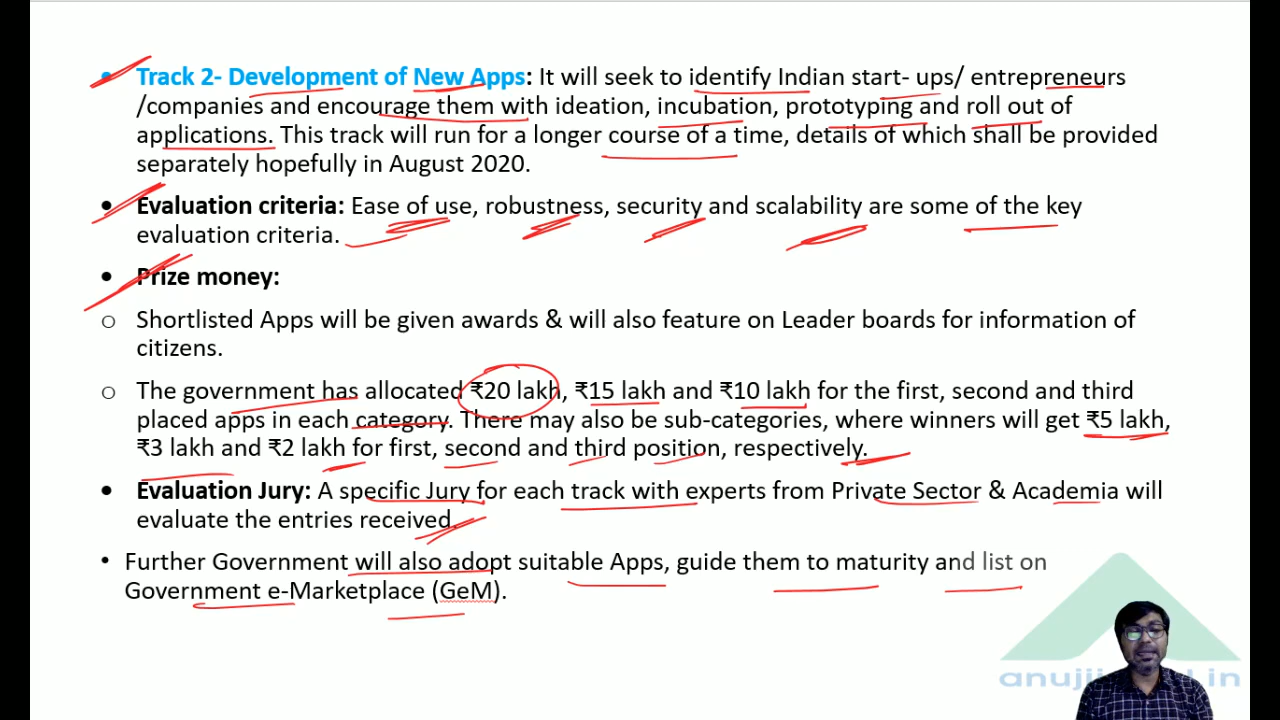 • Track 2- Development of New Apps: It will seek to identify Indian start- ups/ entrepreneurs
/companies and encourage them with ideation, incubation, prototyping and roll out of
applications. This track will run for a longer course of a time, details of which shall be provided
separately hopefully in August 2020.
• Evaluation criteria: Ease of use, robustness, security and scalability are some of the key
evaluation criteria.
• Prize money:
o Shortlisted Apps will be given awards & will also feature on Leader boards for information of
citizens.
o The government has allocated ₹20 lakh, ₹15 lakh and ₹10 lakh for the first, second and third
placed apps in each category. There may also be sub-categories, where winners will get ₹5 lakh,
₹3 lakh and ₹2 lakh for first, second and third position, respectively.
• Evaluation Jury: A specific Jury for each track with experts from Private Sector & Academia will
evaluate the entries received.
• Further Government will also adopt suitable Apps, guide them to maturity and list on
Government e-Marketplace (GeM).